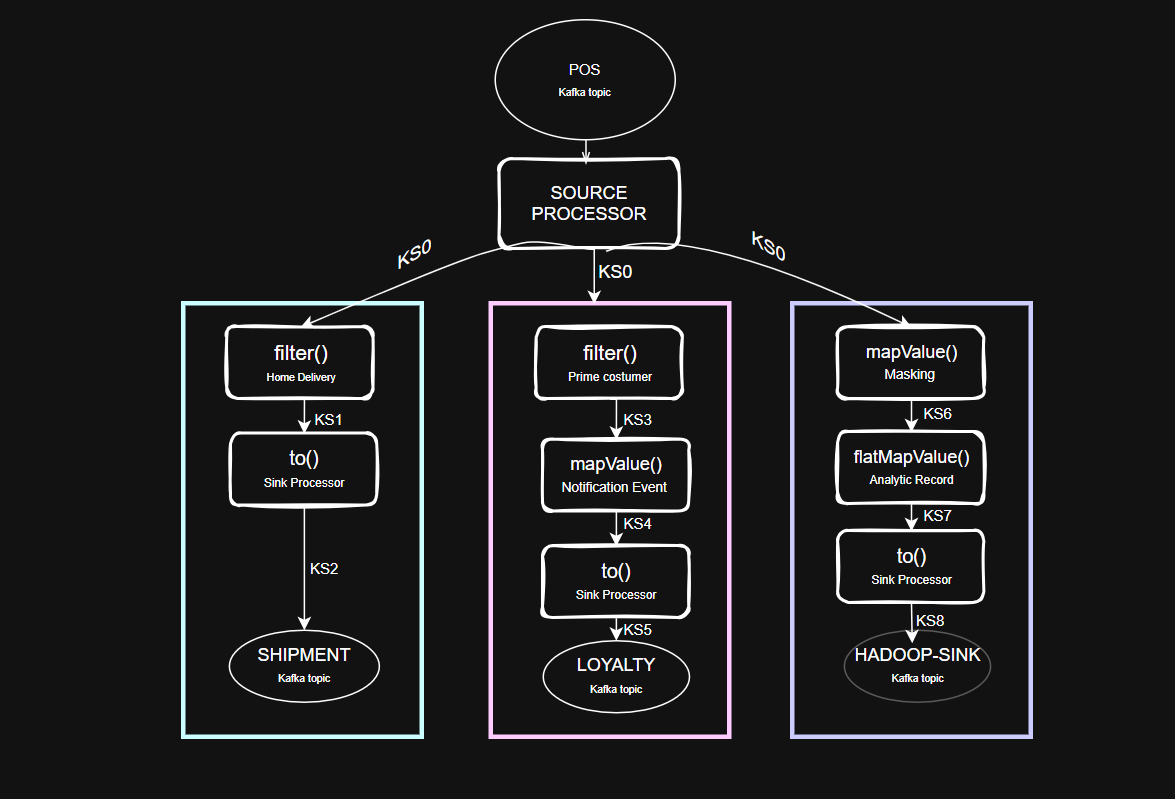 POS
Kafka topic
SOURCE
PROCESSOR
KS0
KS0
KS0
filter()
Home Delivery
KS1
to()
Sink Processor
KS2
SHIPMENT
Kafka topic
filter()
Prime costumer
KS3
mapValue()
Notification Event
KS4
to()
Sink Processor
KS5
LOYALTY
Kafka topic
mapValue()
Masking
KS6
flatMapValue()
Analytic Record
KS7
to()
Sink Processor
KS8
HADOOP-SINK
Kafka topic